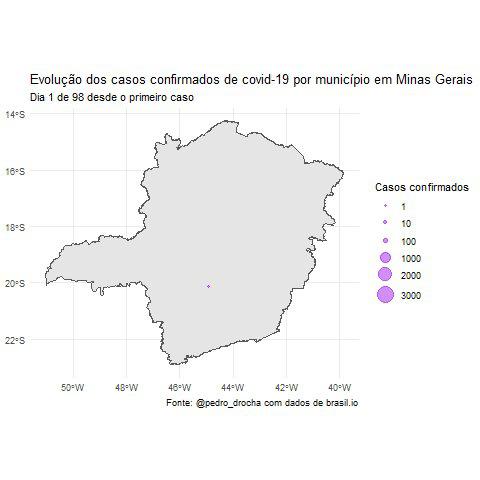 Evolução dos casos confirmados de covid-19 por município em Minas Gerais
Dia 1 de 98 desde o primeiro caso
14°S
16°S
18°S
20°S
22°S
50°W 48°W 46°W 44°W 42°W 40°W
Casos confirmados
1
10
100
1000
2000
3000
Fonte: @pedro_drocha com dados de brasil.io